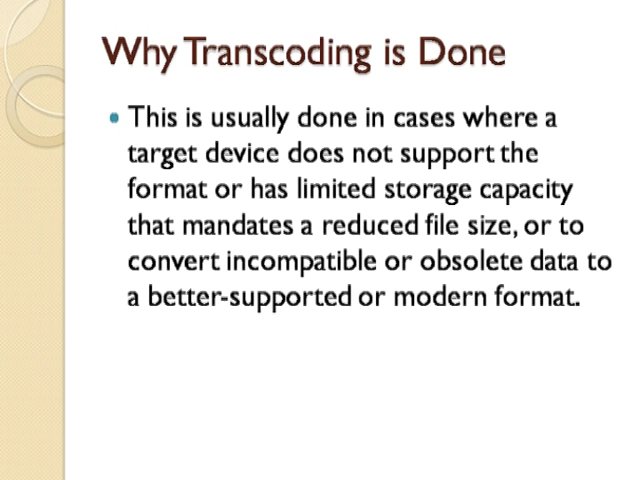 Why Transcoding is Done
• This is usually done in cases where a
target device does not support the
format or has limited storage capacity
that mandates a reduced file size, or to
convert incompatible or obsolete data to
a better-supported or modern format.